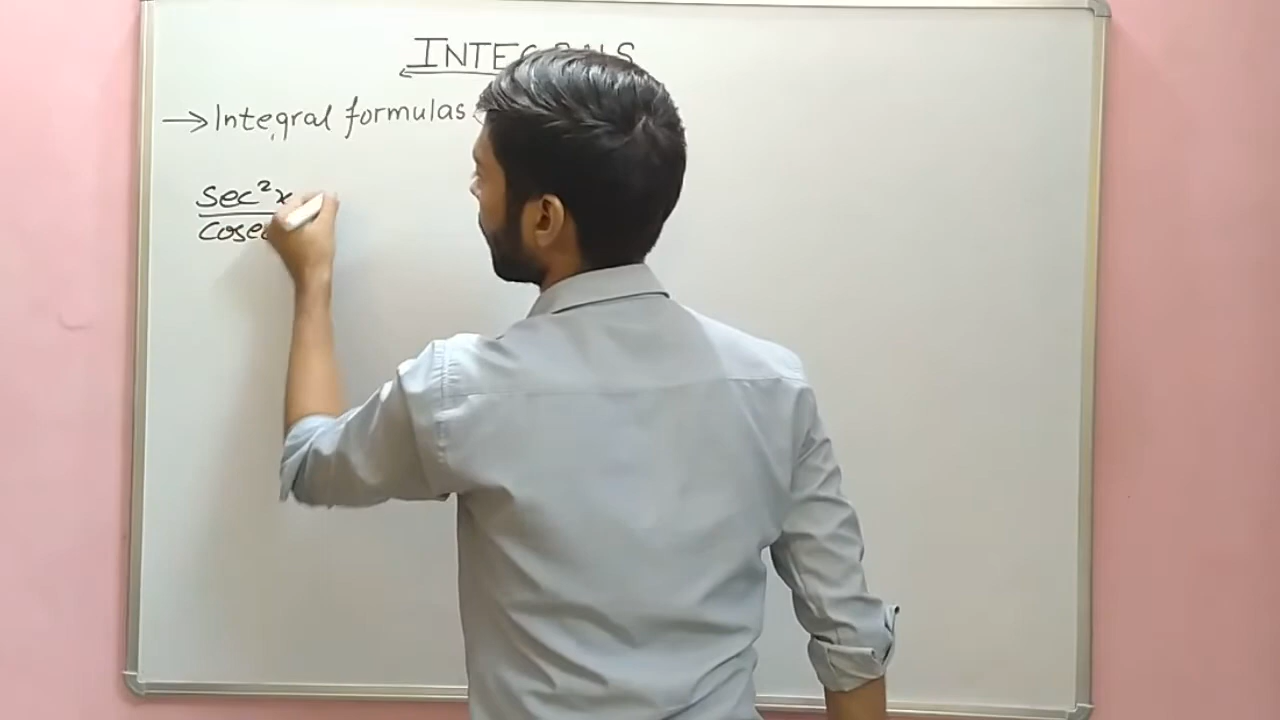 INTEGRALS
→Integral formulas
sec²x
cosec